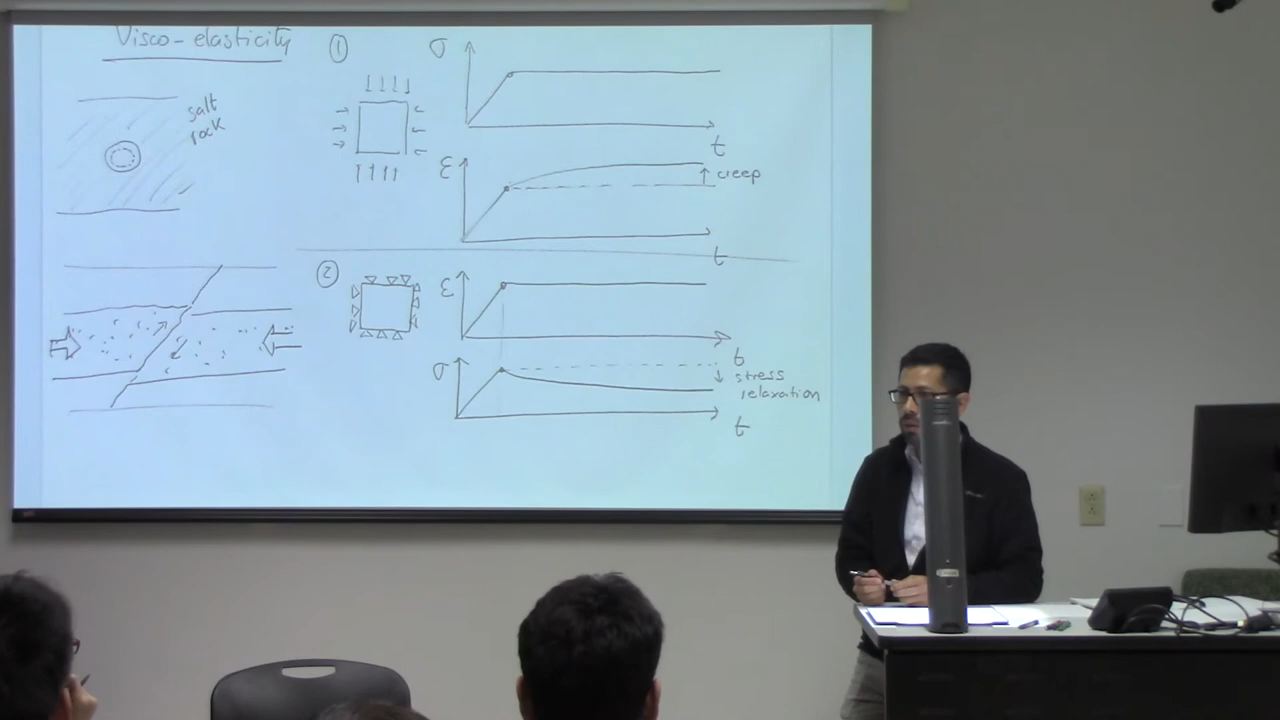 Visco-elasticity
salt
rock
①
σ
t
ε
creep
t
②
ε
t
σ
stress
relaxation
t